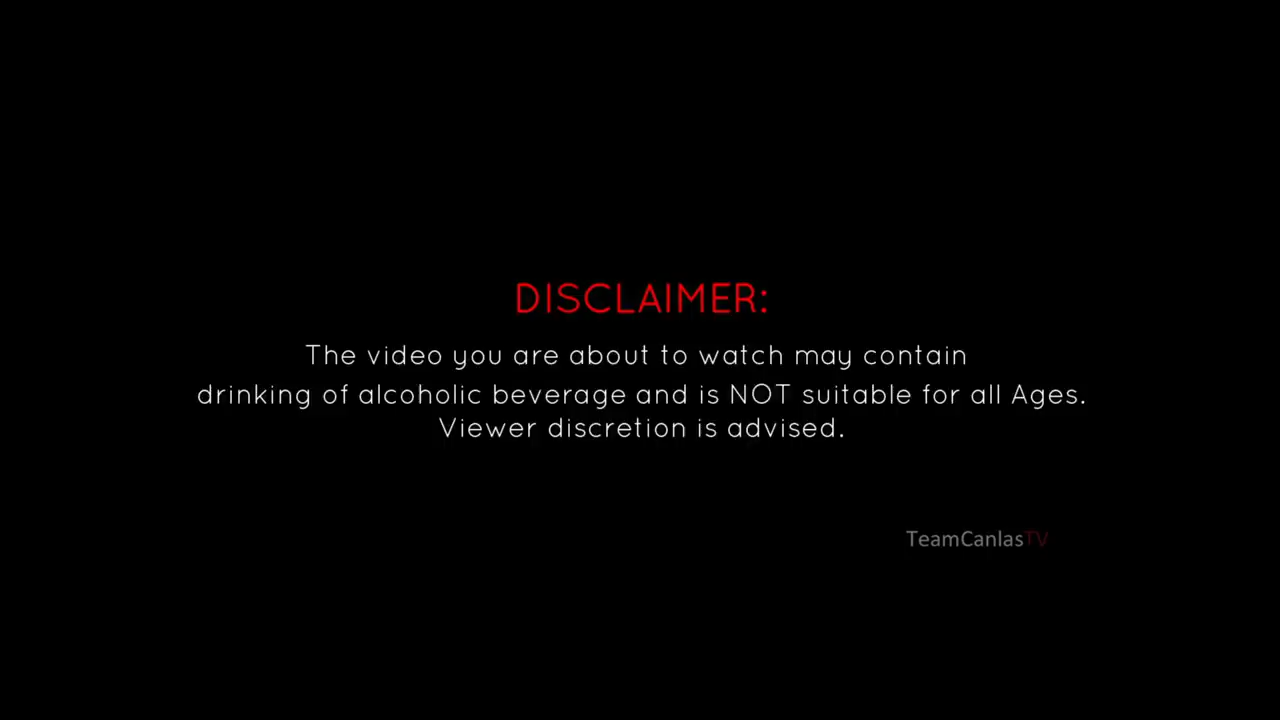 DISCLAIMER:
The video you are about to watch may contain
drinking of alcoholic beverage and is NOT suitable for all Ages.
Viewer discretion is advised.
TeamCanlasTV